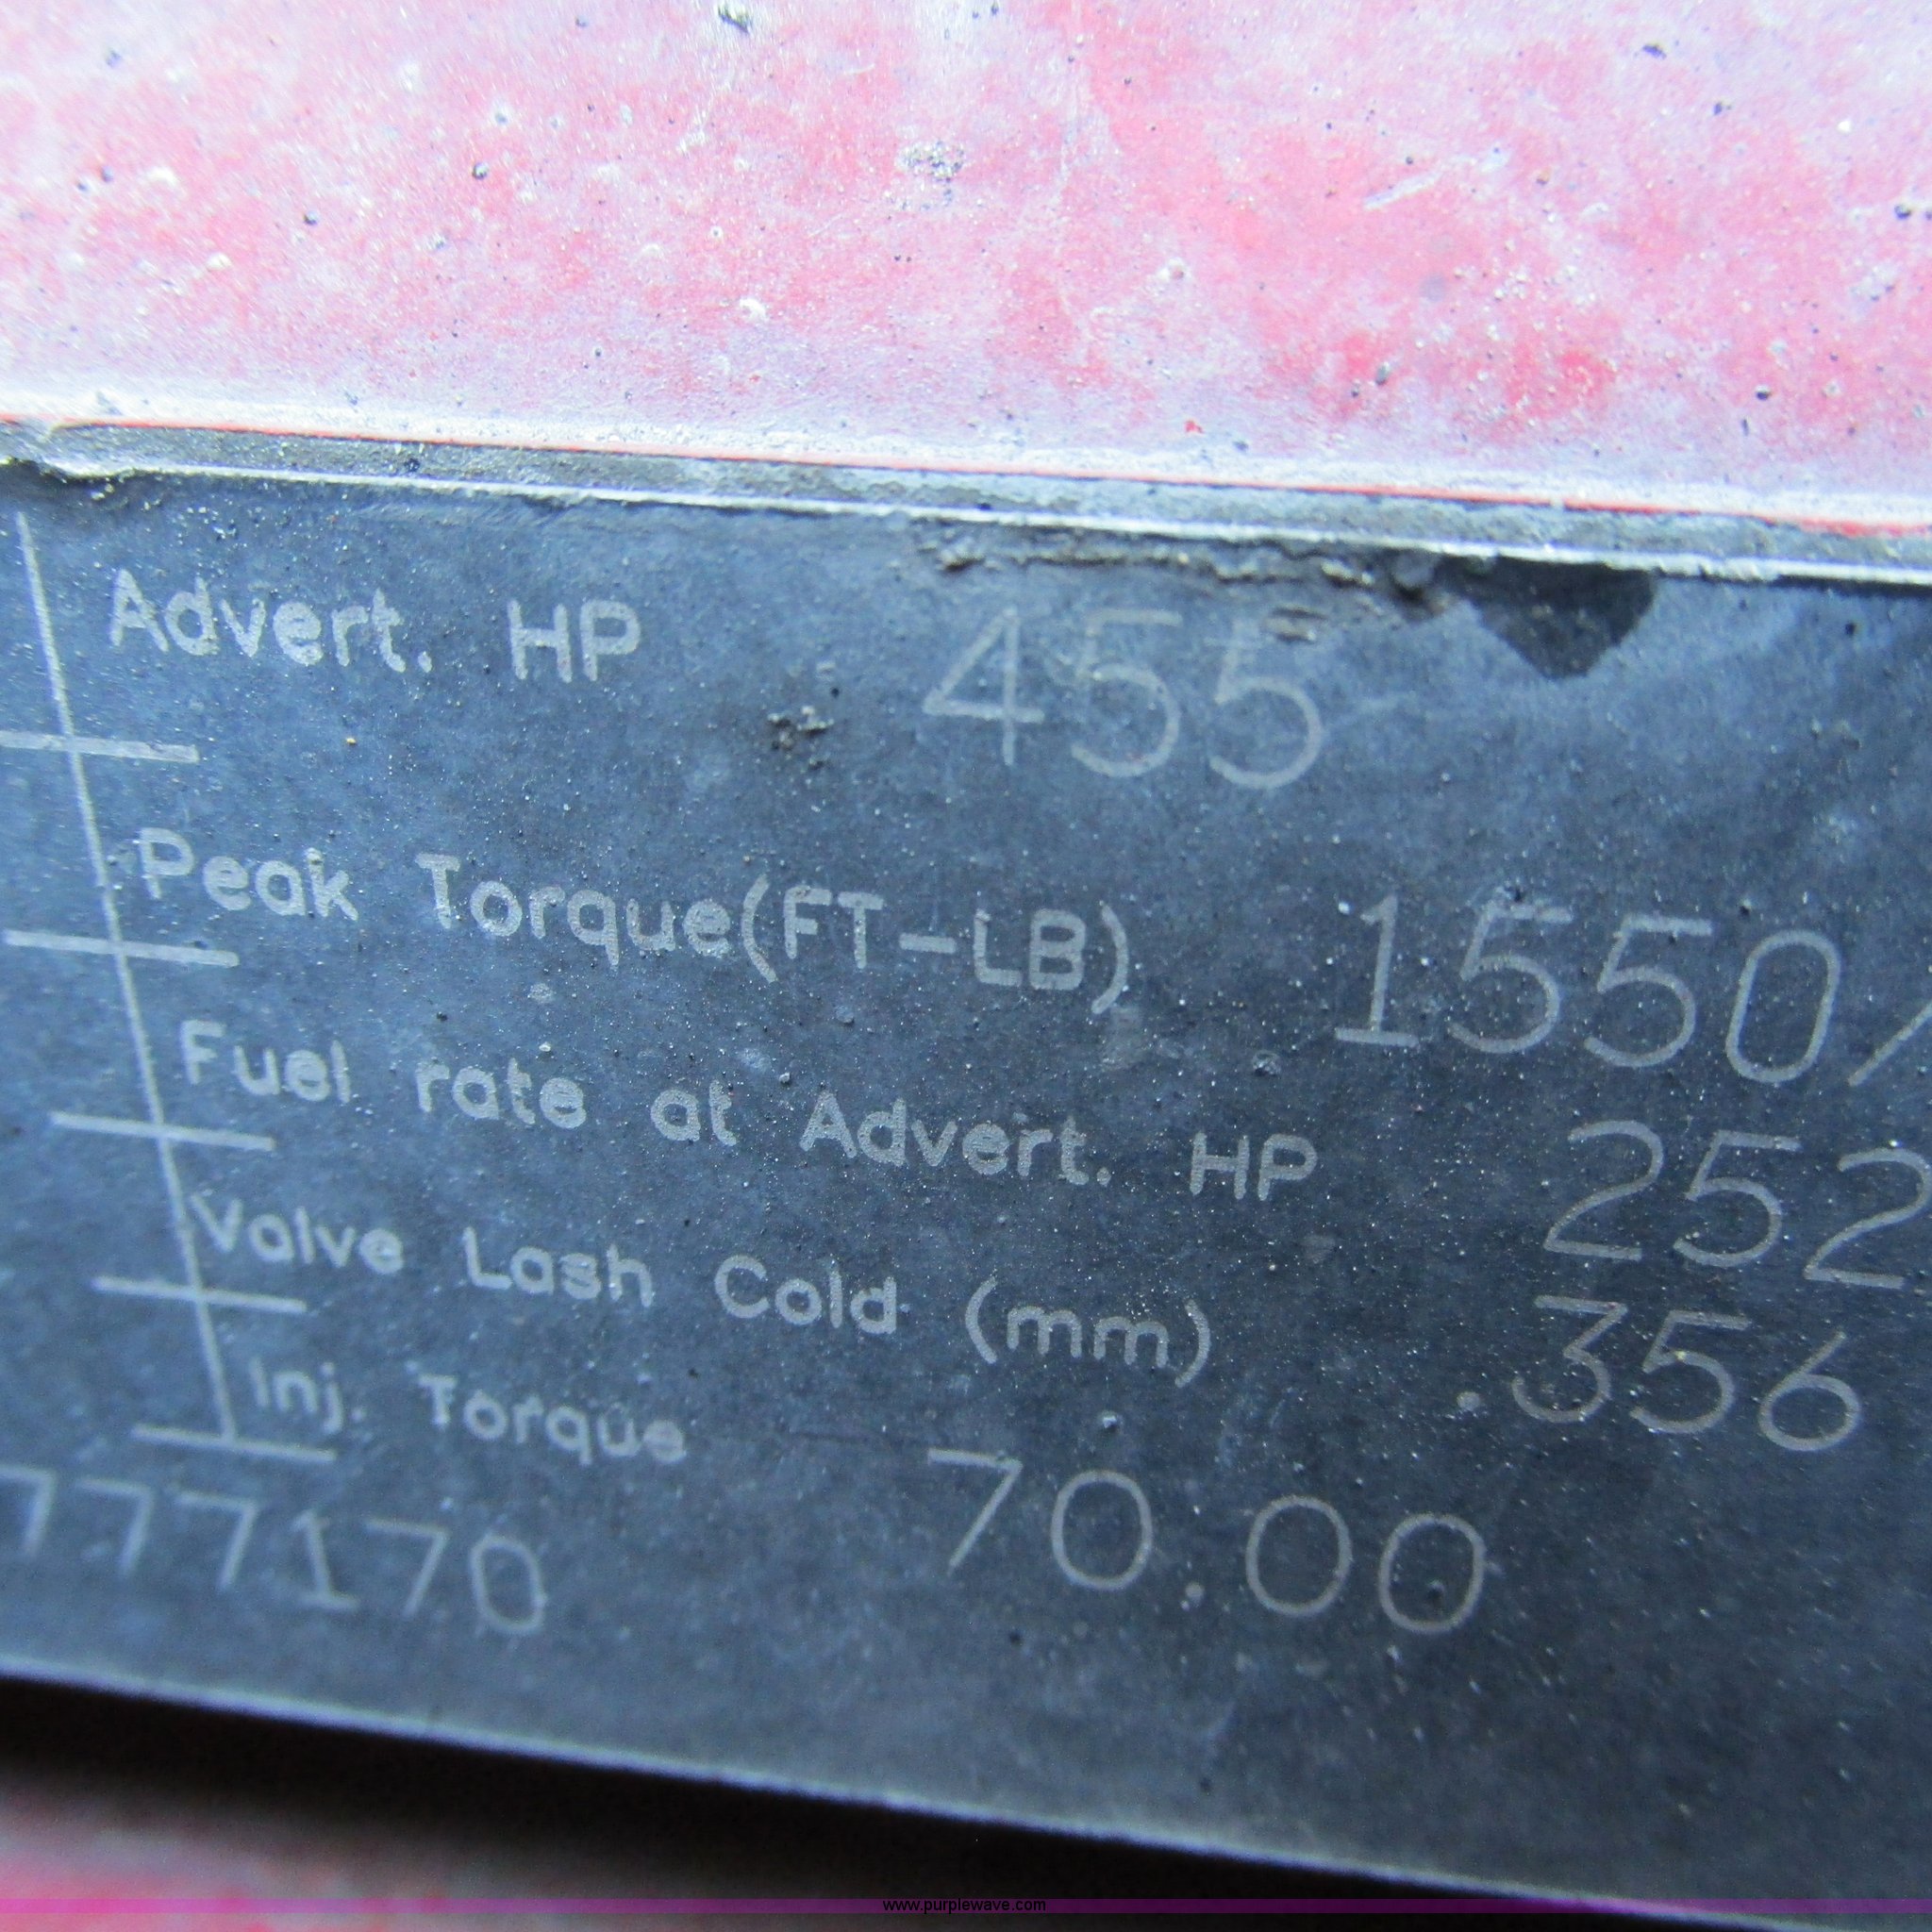 Advert. HP 455
Peak Torque(FT-LB) 1550/
Fuel rate at Advert. HP 252
Valve Lash Cold (mm) .356
Inj. Torque 70.00
777170
www.purplewave.com